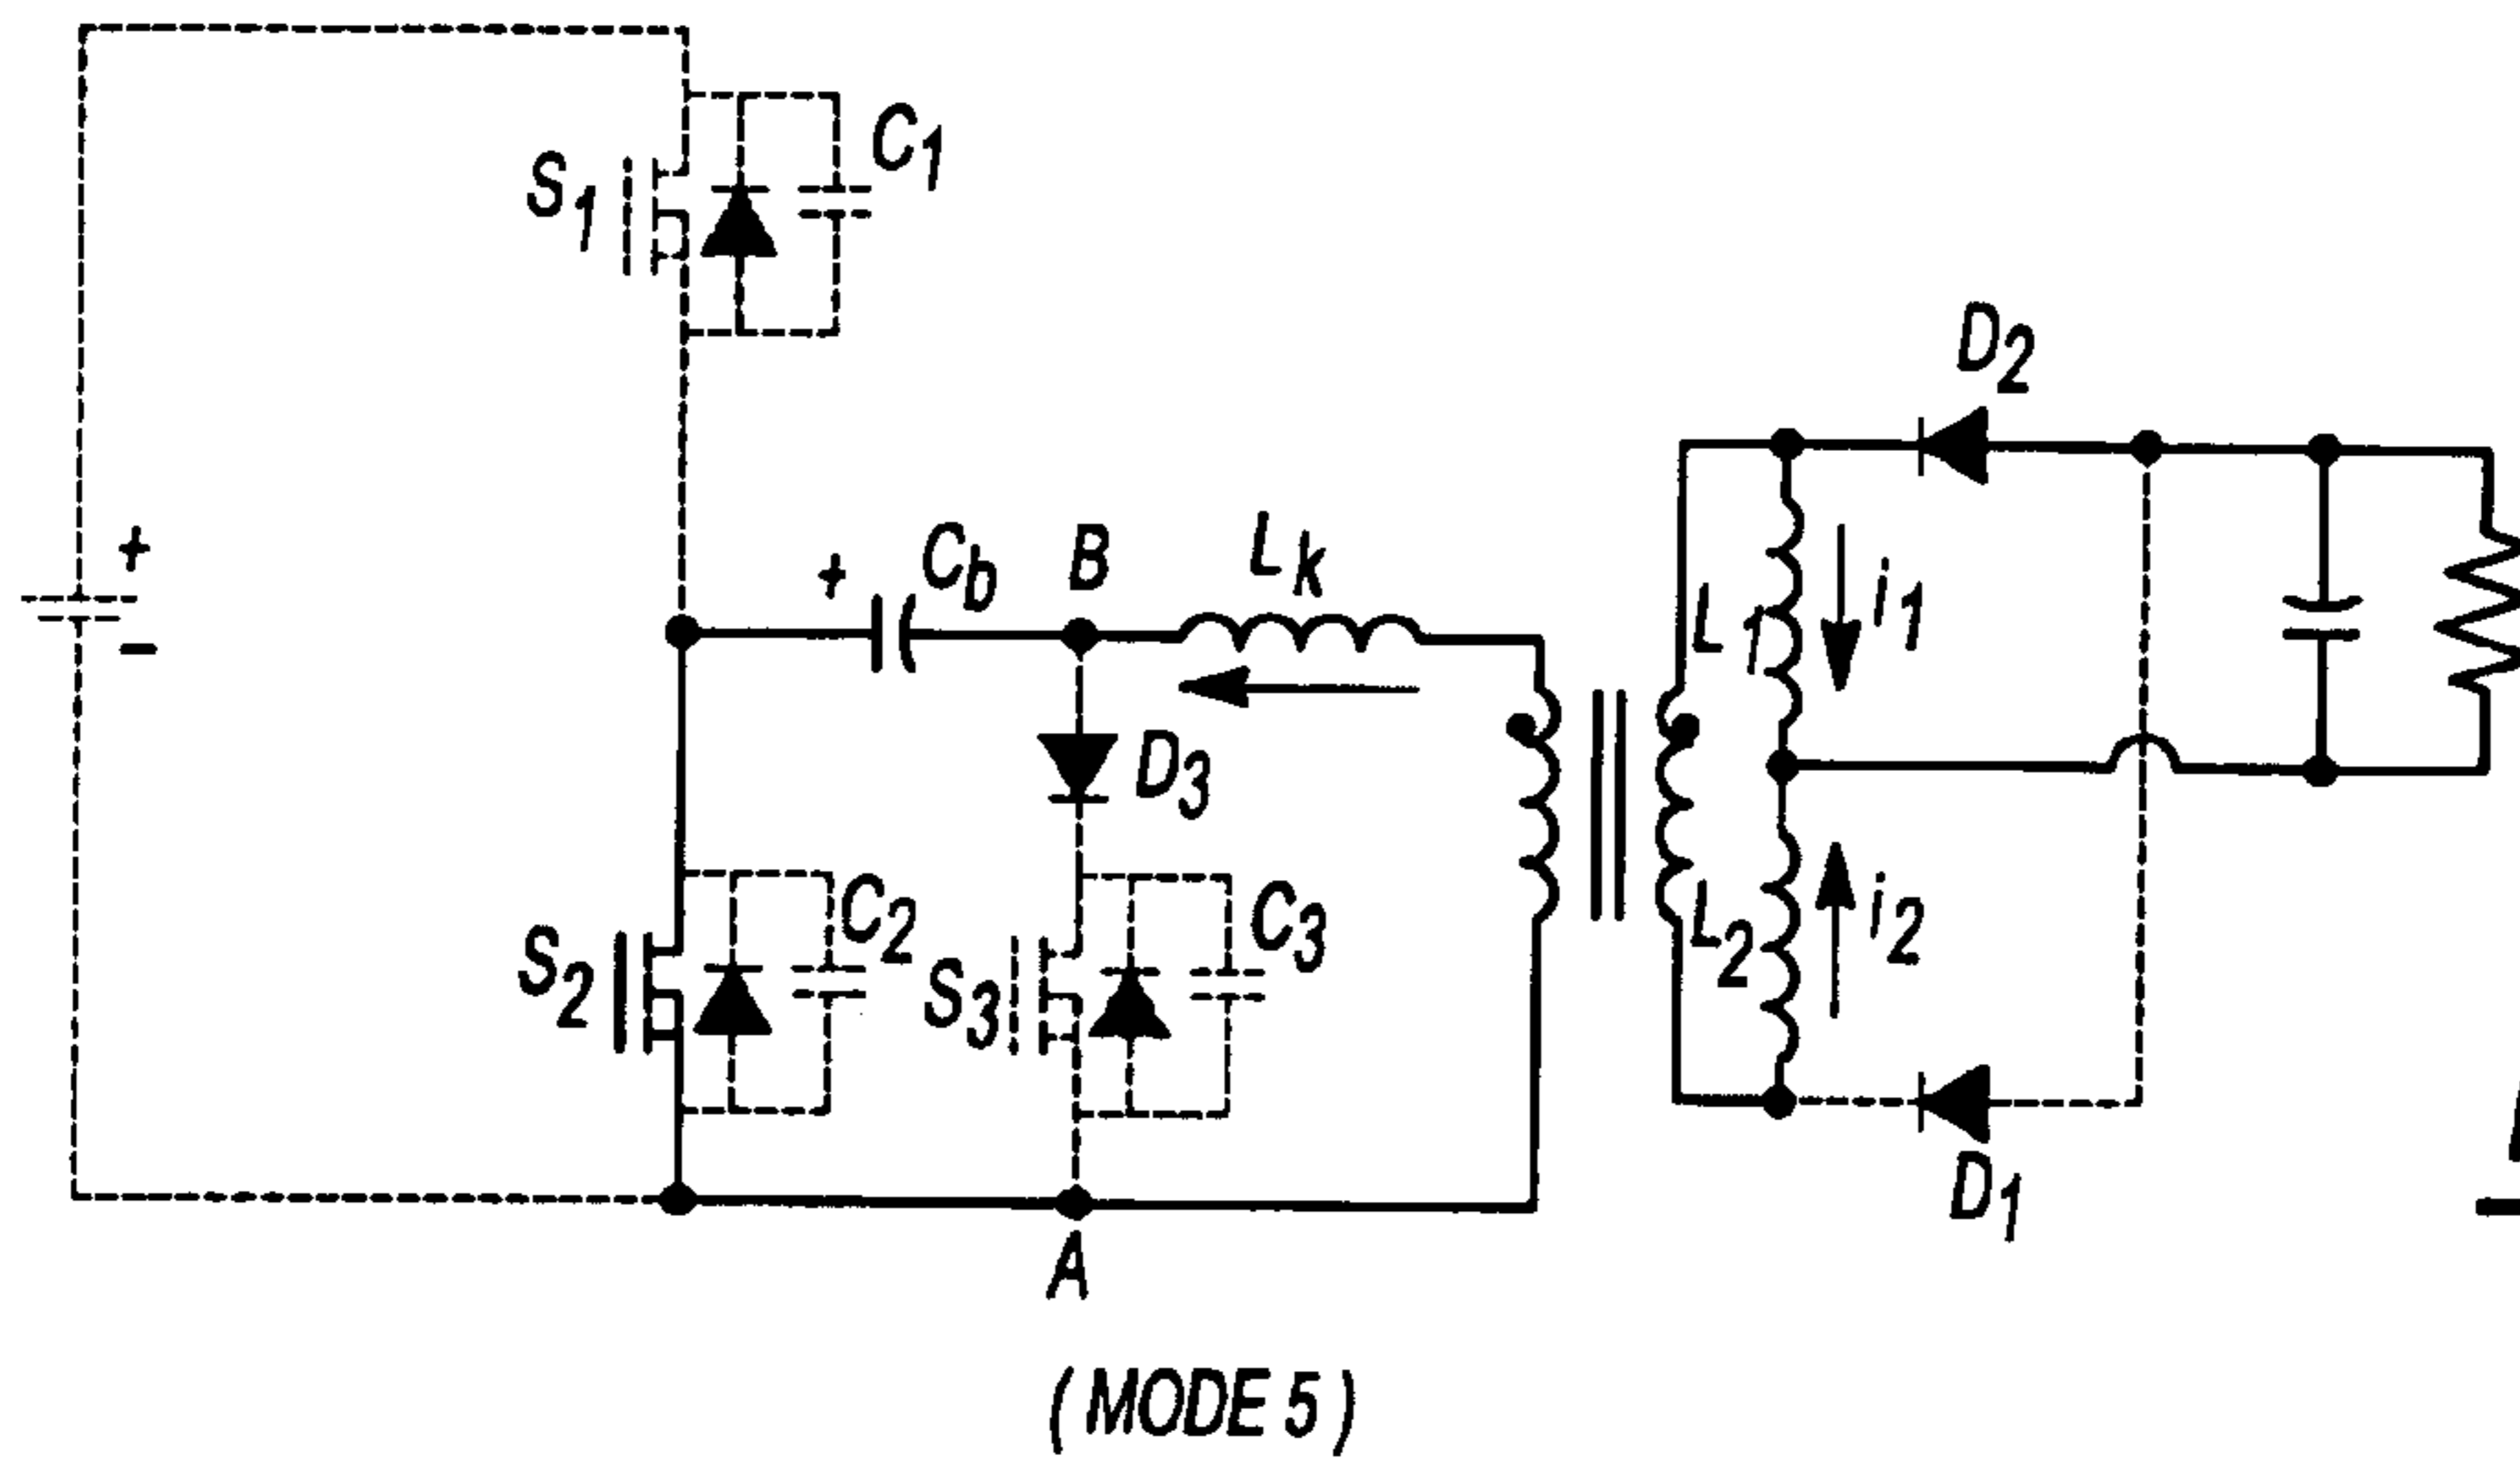 S1
C1
D2
+
-
+
Cb
B
Lk
L1
i1
D3
S2
C2
S3
C3
L2
i2
D1
A
(MODE 5)